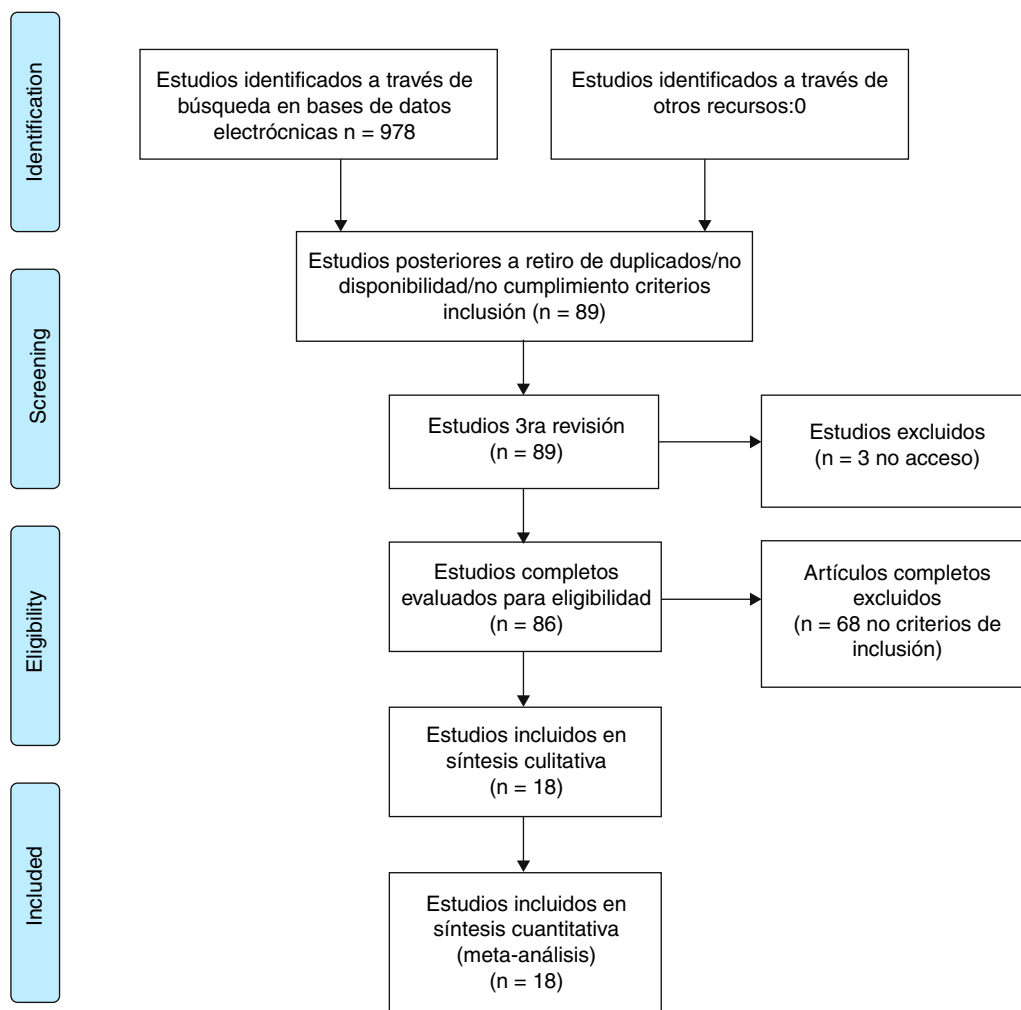 Identification
Estudios identificados a través de
búsqueda en bases de datos
electrócnicas n = 978
Estudios identificados a través de
otros recursos:0
Estudios posteriores a retiro de duplicados/no
disponibilidad/no cumplimiento criterios
inclusión (n = 89)
Screening
Estudios 3ra revisión
(n = 89)
Estudios excluidos
(n = 3 no acceso)
Eligibility
Estudios completos
evaluados para eligibilidad
(n = 86)
Artículos completos
excluidos
(n = 68 no criterios de
inclusión)
Estudios incluidos en
síntesis culitativa
(n = 18)
Included
Estudios incluidos en
síntesis cuantitativa
(meta-análisis)
(n = 18)